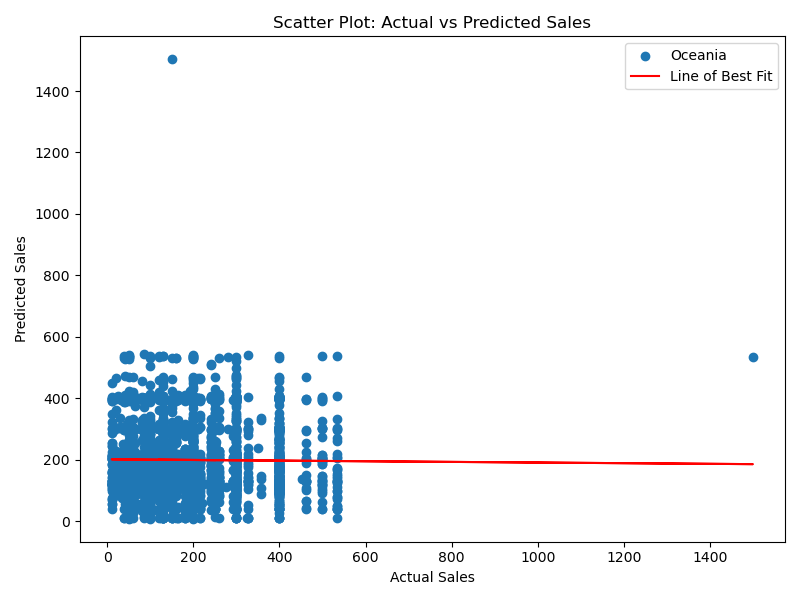 Scatter Plot: Actual vs Predicted Sales
Oceania
Line of Best Fit
1400
1200
1000
800
600
400
200
0
Predicted Sales
0 200 400 600 800 1000 1200 1400
Actual Sales